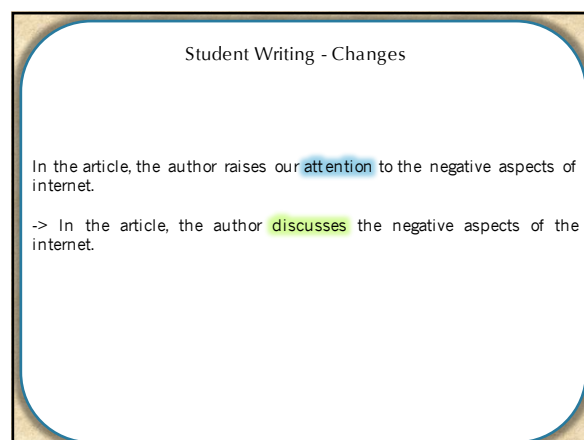 Student Writing - Changes
In the article, the author raises our attention to the negative aspects of
internet.
-> In the article, the author discusses the negative aspects of the
internet.